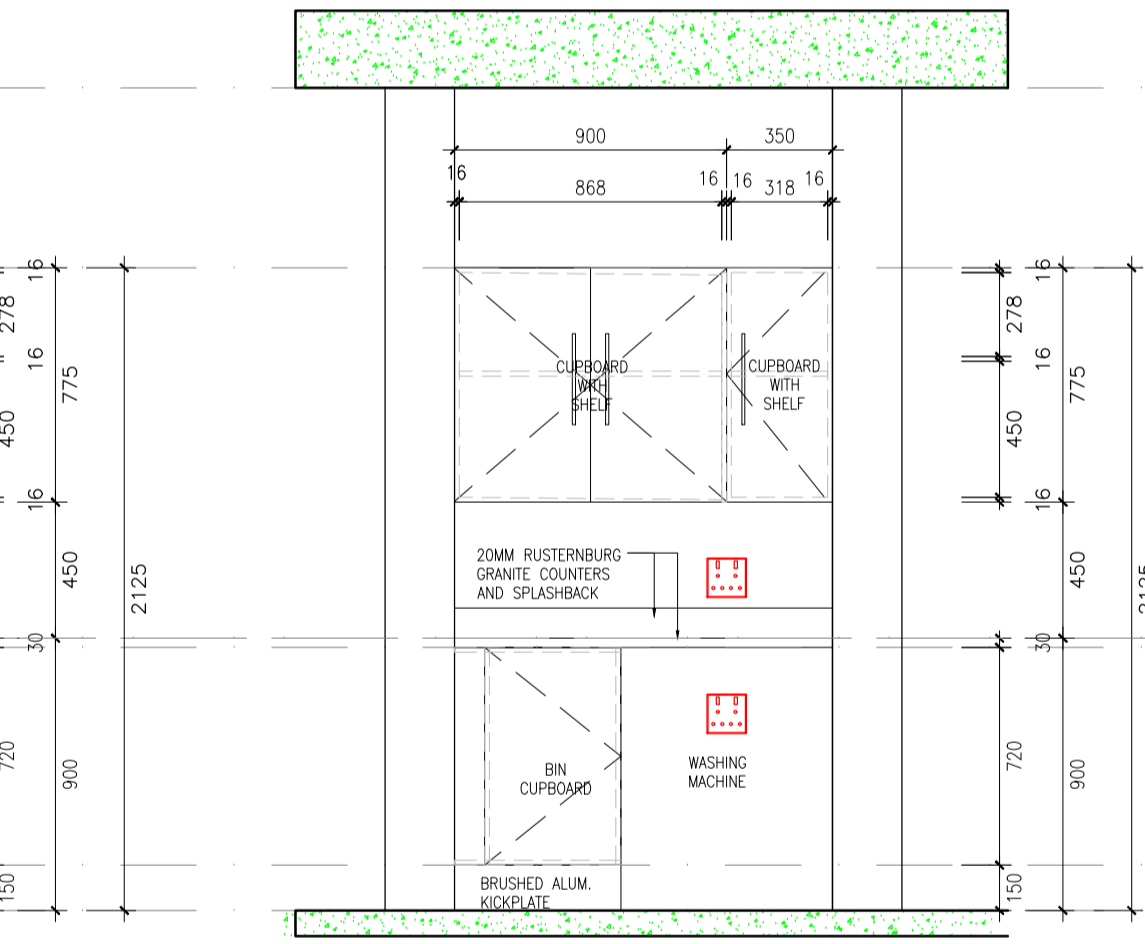 900
350
16
868
16
16
318
16
16
278
16
775
450
16
450
2125
30
720
900
150
16
278
16
775
450
16
450
2125
30
720
900
150
CUPBOARD
WITH
SHELF
CUPBOARD
WITH
SHELF
20MM RUSTERNBURG
GRANITE COUNTERS
AND SPLASHBACK
BIN
CUPBOARD
WASHING
MACHINE
BRUSHED ALUM.
KICKPLATE